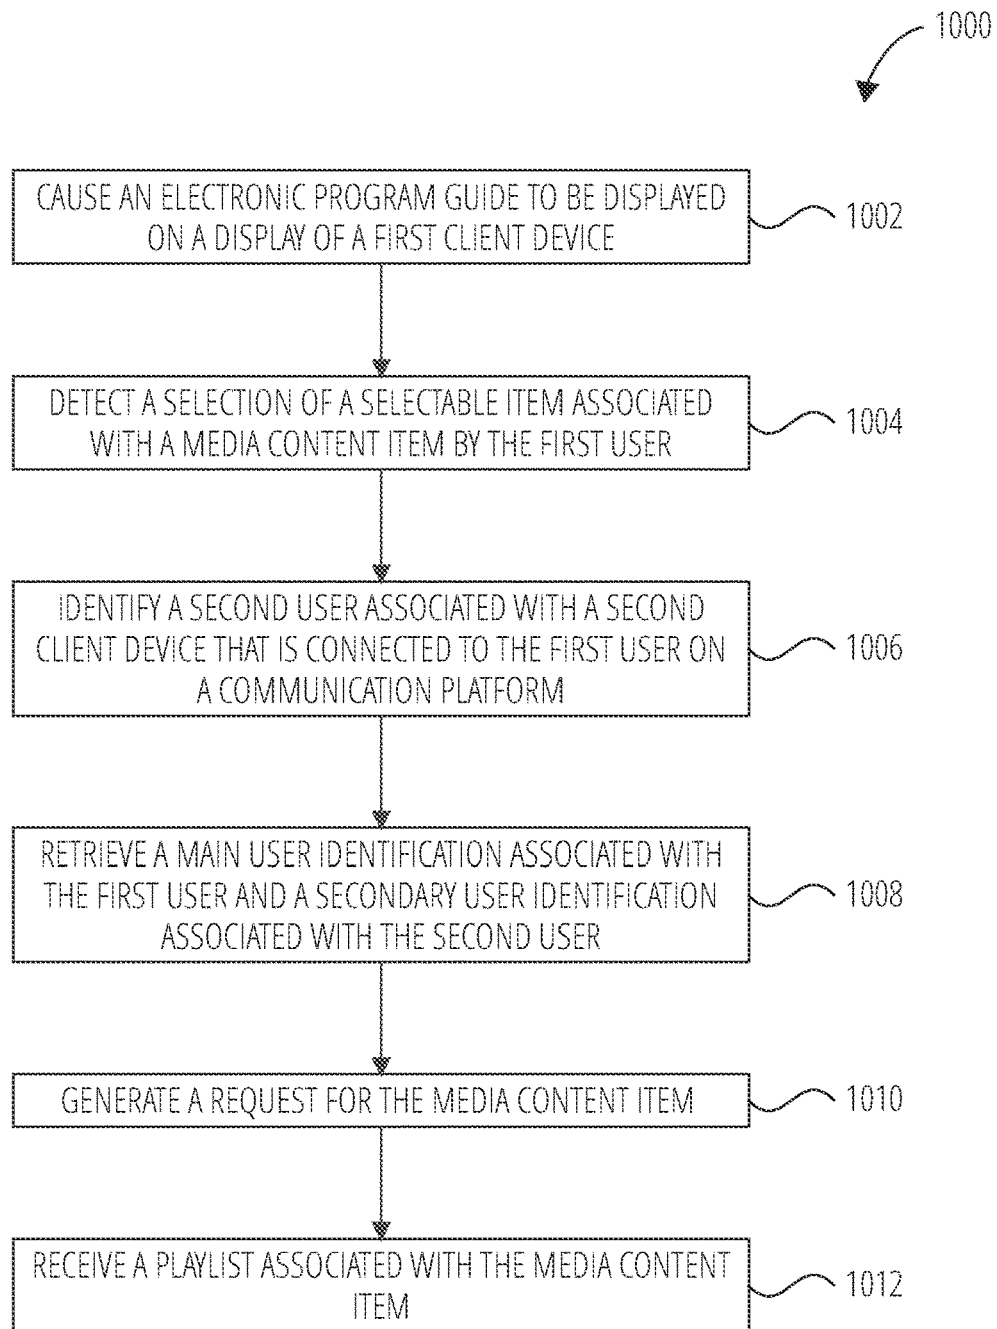 1000
CAUSE AN ELECTRONIC PROGRAM GUIDE TO BE DISPLAYED
ON A DISPLAY OF A FIRST CLIENT DEVICE
1002
DETECT A SELECTION OF A SELECTABLE ITEM ASSOCIATED
WITH A MEDIA CONTENT ITEM BY THE FIRST USER
1004
IDENTIFY A SECOND USER ASSOCIATED WITH A SECOND
CLIENT DEVICE THAT IS CONNECTED TO THE FIRST USER ON
A COMMUNICATION PLATFORM
1006
RETRIEVE A MAIN USER IDENTIFICATION ASSOCIATED WITH
THE FIRST USER AND A SECONDARY USER IDENTIFICATION
ASSOCIATED WITH THE SECOND USER
1008
GENERATE A REQUEST FOR THE MEDIA CONTENT ITEM
1010
RECEIVE A PLAYLIST ASSOCIATED WITH THE MEDIA CONTENT
ITEM
1012